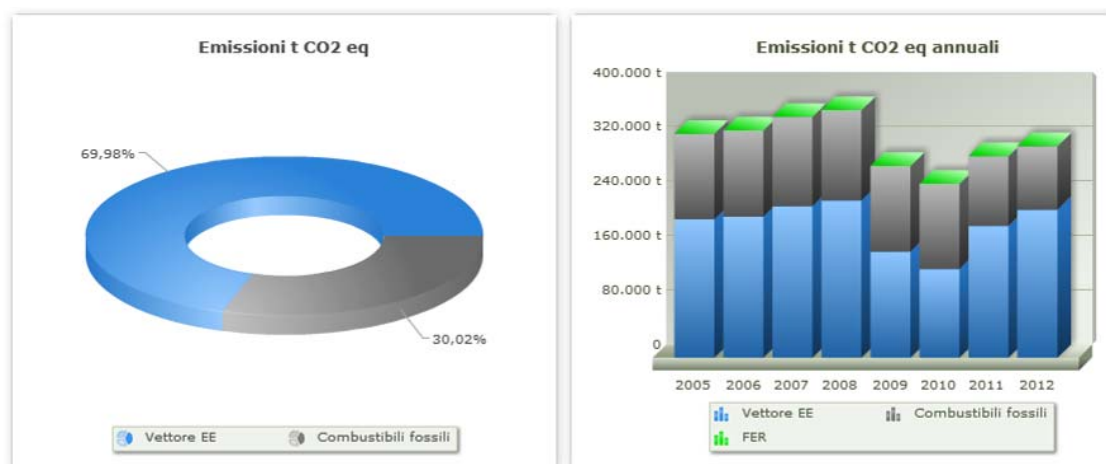 Emissioni t CO2 eq
69,98%
30,02%
Vettore EE
Combustibili fossili
Emissioni t CO2 eq annuali
400.000 t
320.000 t
240.000 t
160.000 t
80.000 t
0
2005 2006 2007 2008 2009 2010 2011 2012
Vettore EE
Combustibili fossili
FER